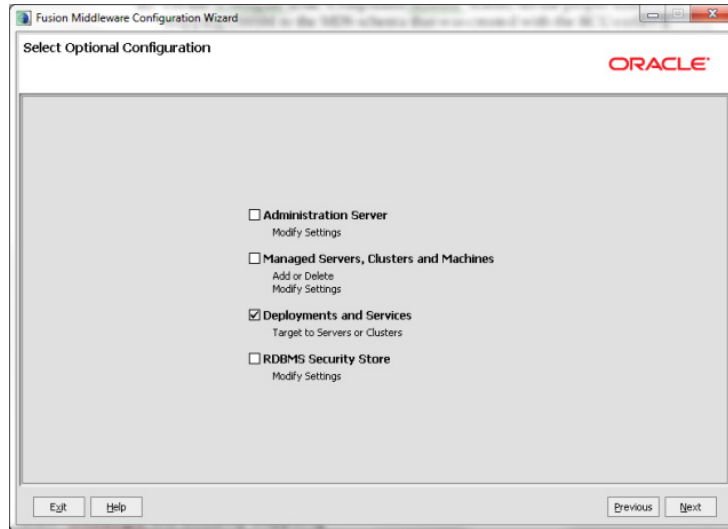 Fusion Middleware Configuration Wizard
Select Optional Configuration
ORACLE
Administration Server
Modify Settings
Managed Servers, Clusters and Machines
Add or Delete
Modify Settings
Deployments and Services
Target to Servers or Clusters
RDBMS Security Store
Modify Settings
Exit Help Previous Next